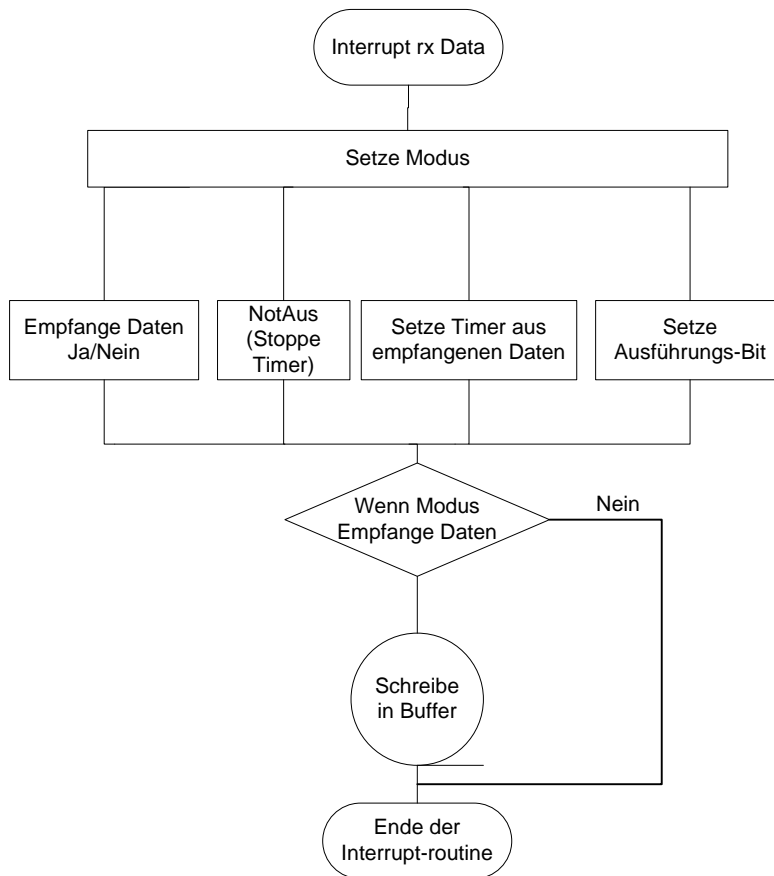 Interrupt rx Data
Setze Modus
Empfange Daten
Ja/Nein
NotAus
(Stoppe
Timer)
Setze Timer aus
empfangenen Daten
Setze
Ausführungs-Bit
Wenn Modus
Empfange Daten
Nein
Schreibe
in Buffer
Ende der
Interrupt-routine